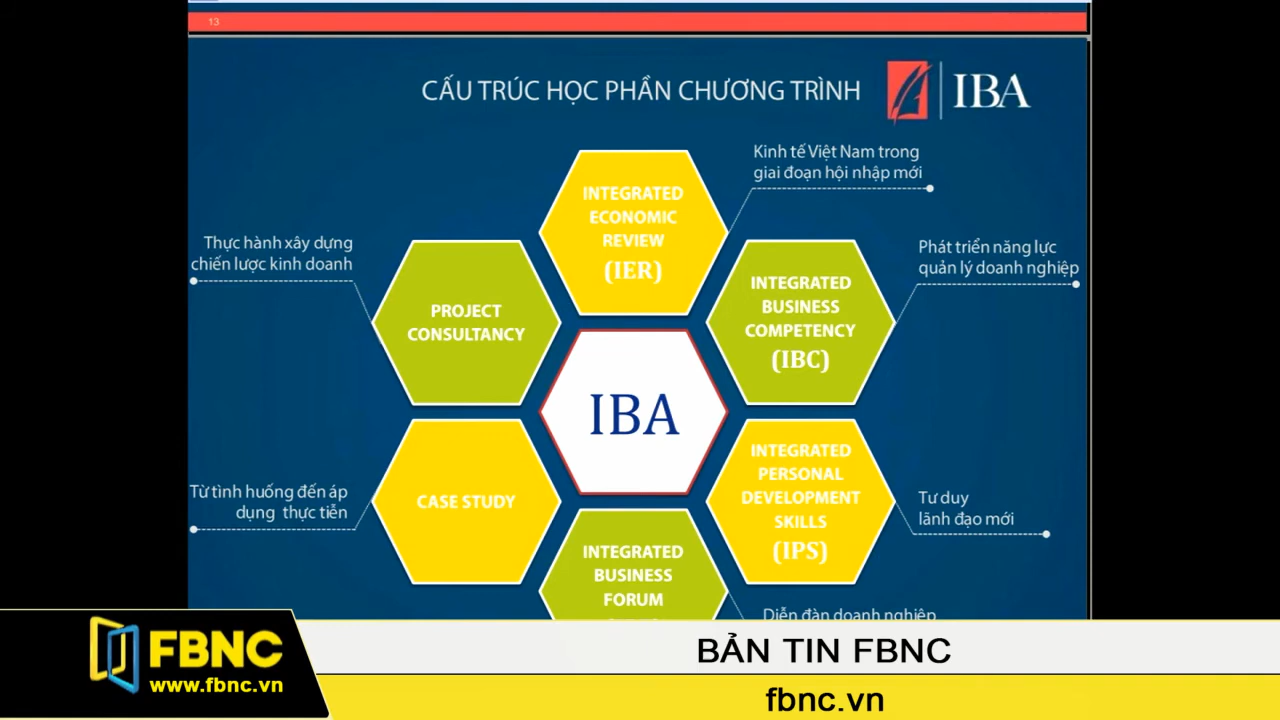 13
CẤU TRÚC HỌC PHẦN CHƯƠNG TRÌNH
IBA
Kinh tế Việt Nam trong
giai đoạn hội nhập mới
INTEGRATED
ECONOMIC
REVIEW
(IER)
Thực hành xây dựng
chiến lược kinh doanh
Phát triển năng lực
quản lý doanh nghiệp
PROJECT
CONSULTANCY
INTEGRATED
BUSINESS
COMPETENCY
(IBC)
IBA
Từ tình huống đến áp
dụng thực tiễn
CASE STUDY
INTEGRATED
PERSONAL
DEVELOPMENT
SKILLS
(IPS)
Tư duy
lãnh đạo mới
INTEGRATED
BUSINESS
FORUM
Diễn đàn doanh nghiệp
FBNC
www.fbnc.vn
BẢN TIN FBNC
fbnc.vn